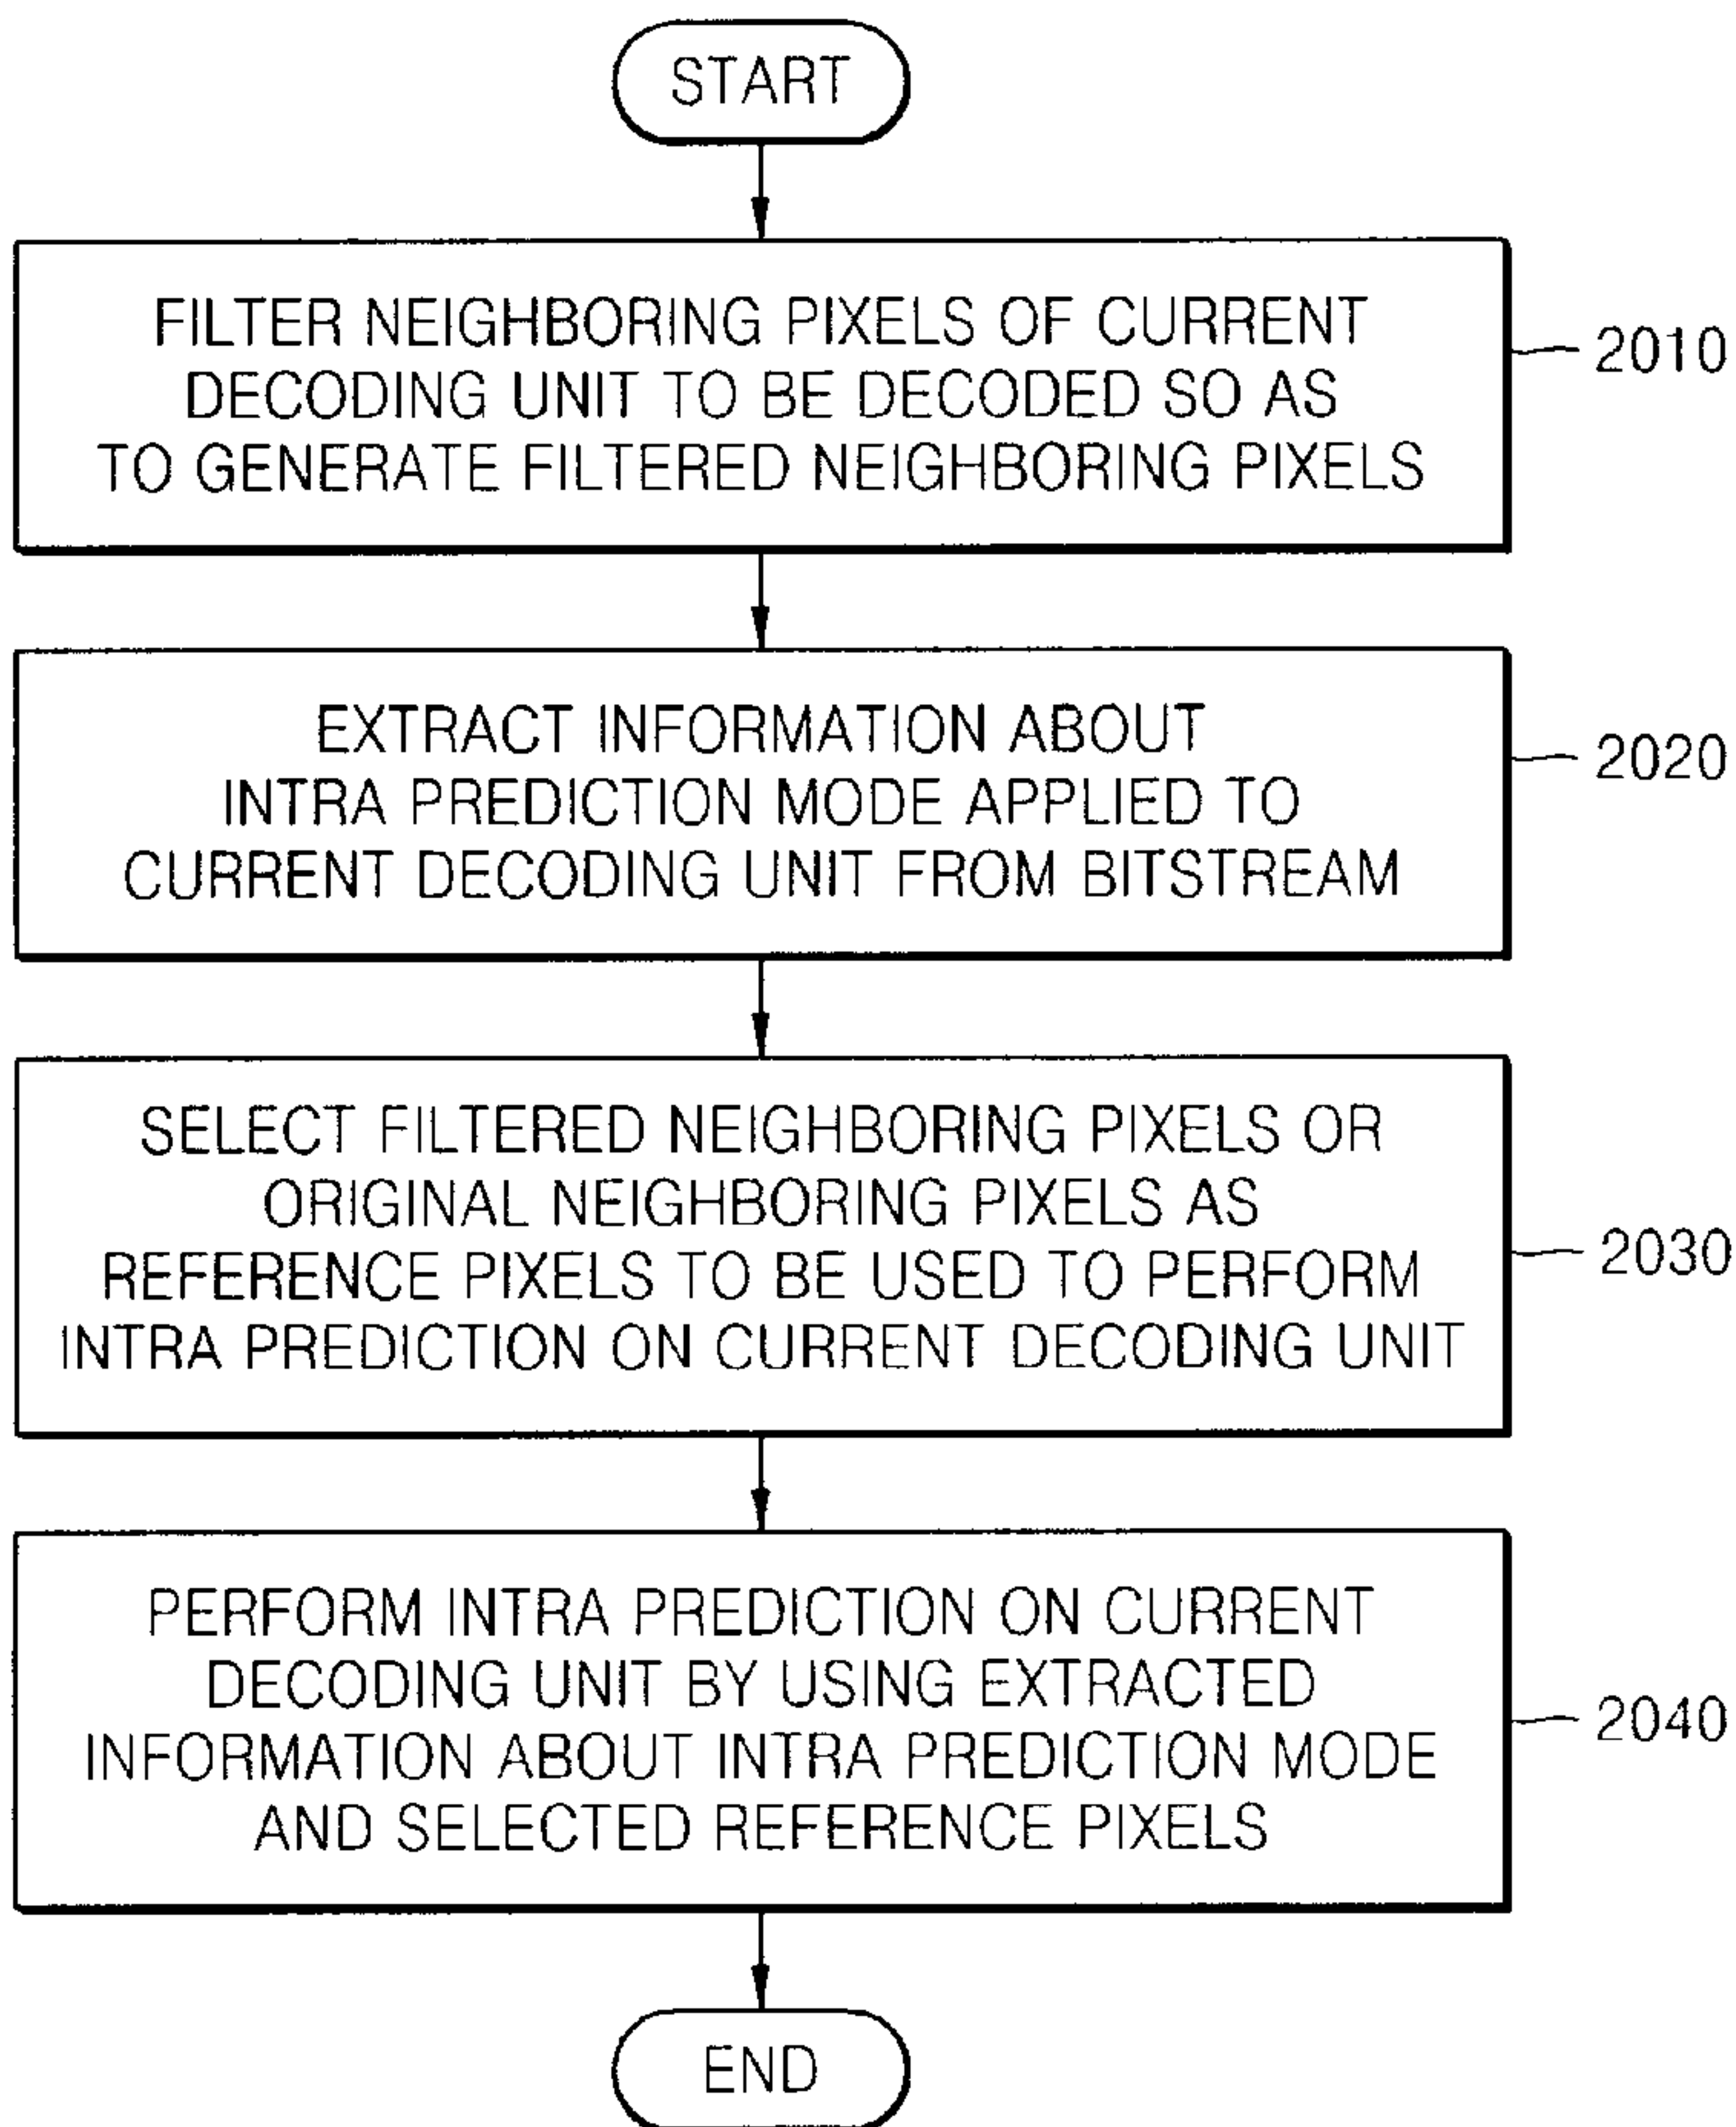 START
FILTER NEIGHBORING PIXELS OF CURRENT
DECODING UNIT TO BE DECODED SO AS
TO GENERATE FILTERED NEIGHBORING PIXELS
2010
EXTRACT INFORMATION ABOUT
INTRA PREDICTION MODE APPLIED TO
CURRENT DECODING UNIT FROM BITSTREAM
2020
SELECT FILTERED NEIGHBORING PIXELS OR
ORIGINAL NEIGHBORING PIXELS AS
REFERENCE PIXELS TO BE USED TO PERFORM
INTRA PREDICTION ON CURRENT DECODING UNIT
2030
PERFORM INTRA PREDICTION ON CURRENT
DECODING UNIT BY USING EXTRACTED
INFORMATION ABOUT INTRA PREDICTION MODE
AND SELECTED REFERENCE PIXELS
2040
END